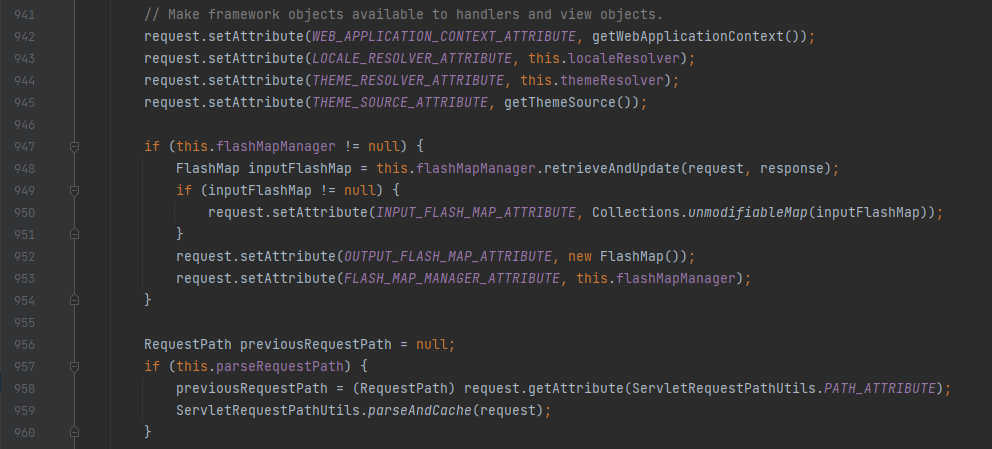 941 // Make framework objects available to handlers and view objects.
942 request.setAttribute(WEB_APPLICATION_CONTEXT_ATTRIBUTE, getWebApplicationContext());
943 request.setAttribute(LOCALE_RESOLVER_ATTRIBUTE, this.localeResolver);
944 request.setAttribute(THEME_RESOLVER_ATTRIBUTE, this.themeResolver);
945 request.setAttribute(THEME_SOURCE_ATTRIBUTE, getThemeSource());
946
947 if (this.flashMapManager != null) {
948 FlashMap inputFlashMap = this.flashMapManager.retrieveAndUpdate(request, response);
949 if (inputFlashMap != null) {
950 request.setAttribute(INPUT_FLASH_MAP_ATTRIBUTE, Collections.unmodifiableMap(inputFlashMap));
951 }
952 request.setAttribute(OUTPUT_FLASH_MAP_ATTRIBUTE, new FlashMap());
953 request.setAttribute(FLASH_MAP_MANAGER_ATTRIBUTE, this.flashMapManager);
954 }
955
956 RequestPath previousRequestPath = null;
957 if (this.parseRequestPath) {
958 previousRequestPath = (RequestPath) request.getAttribute(ServletRequestPathUtils.PATH_ATTRIBUTE);
959 ServletRequestPathUtils.parseAndCache(request);
960 }